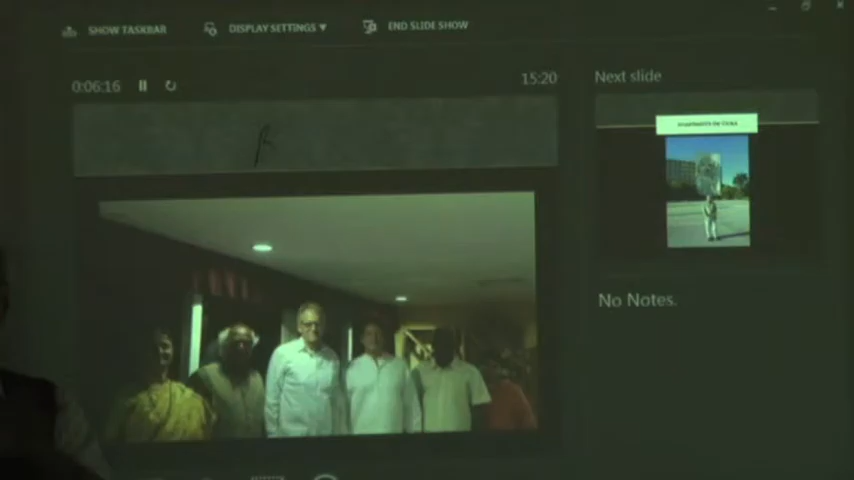 SHOW TASKBAR
DISPLAY SETTINGS ▼
END SLIDE SHOW
0:06:16
15:20
Next slide
No Notes.